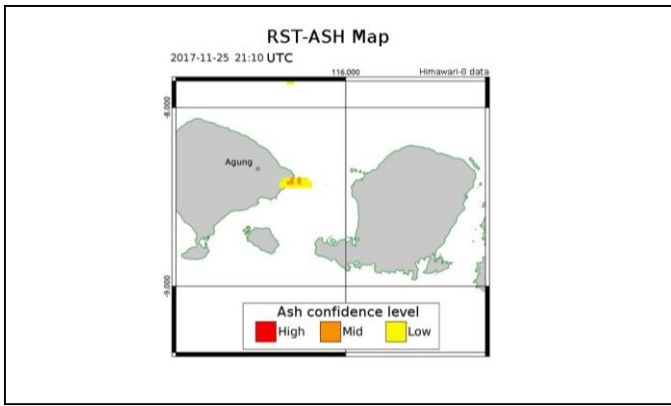 RST-ASH Map
2017-11-25 21:10 UTC
116.000
Himawari-8 data
-8.000
Agung
-9.000
Ash confidence level
High
Mid
Low